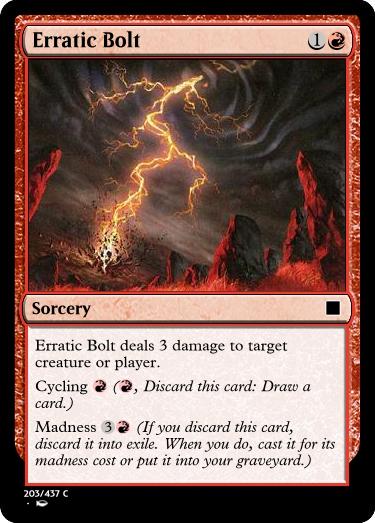 Erratic Bolt 1
Sorcery
Erratic Bolt deals 3 damage to target
creature or player.
Cycling (, Discard this card: Draw a
card.)
Madness 3 (If you discard this card,
discard it into exile. When you do, cast it for its
madness cost or put it into your graveyard.)
203/437 C